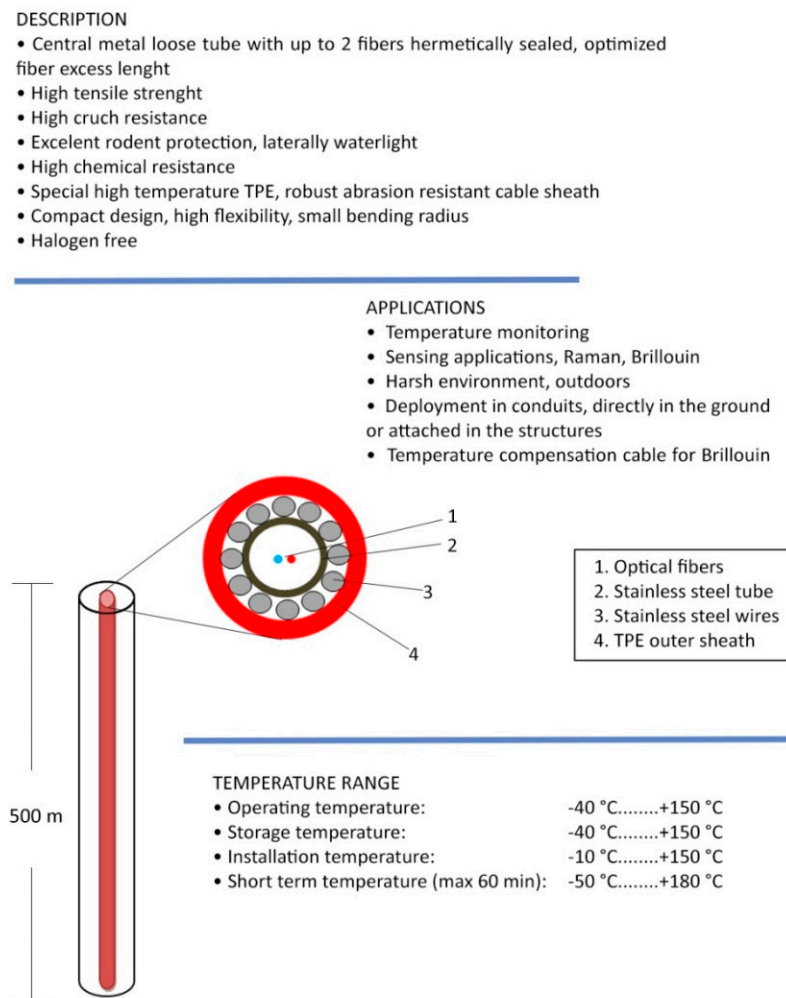 DESCRIPTION
• Central metal loose tube with up to 2 fibers hermetically sealed, optimized
fiber excess lenght
• High tensile strenght
• High cruch resistance
• Excelent rodent protection, laterally waterlight
• High chemical resistance
• Special high temperature TPE, robust abrasion resistant cable sheath
• Compact design, high flexibility, small bending radius
• Halogen free
APPLICATIONS
• Temperature monitoring
• Sensing applications, Raman, Brillouin
• Harsh environment, outdoors
• Deployment in conduits, directly in the ground
or attached in the structures
• Temperature compensation cable for Brillouin
1
2
3
4
1. Optical fibers
2. Stainless steel tube
3. Stainless steel wires
4. TPE outer sheath
500 m
TEMPERATURE RANGE
• Operating temperature: -40 °C........+150 °C
• Storage temperature: -40 °C........+150 °C
• Installation temperature: -10 °C........+150 °C
• Short term temperature (max 60 min): -50 °C........+180 °C